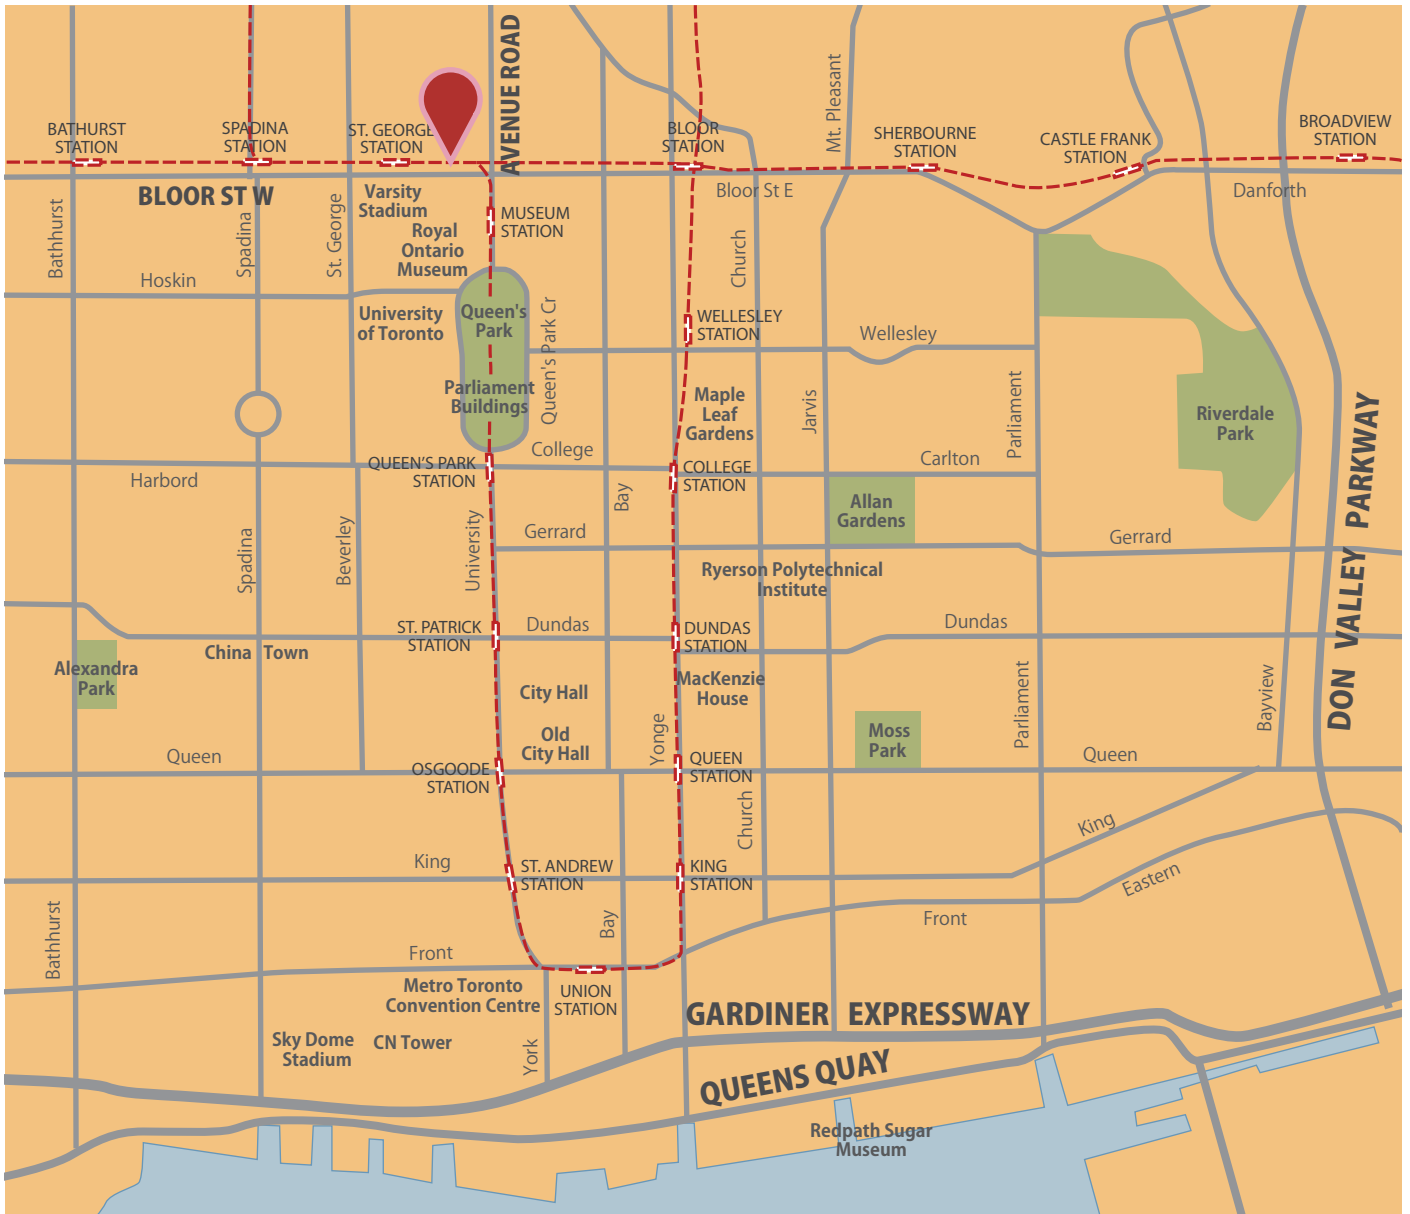 AVENUE ROAD
Mt. Pleasant
BATHURST
STATION
SPADINA
STATION
ST. GEORGE
STATION
BLOOR
STATION
SHERBOURNE
STATION
CASTLE FRANK
STATION
BROADVIEW
STATION
BLOOR ST W
Bloor St E
Danforth
Varsity
Stadium
Royal
Ontario
Museum
MUSEUM
STATION
Bathhurst
Spadina
St. George
Church
Hoskin
University
of Toronto
Queen's
Park
Queen's Park Cr
WELLESLEY
STATION
Wellesley
Parliament
Buildings
Maple
Leaf
Gardens
Jarvis
Parliament
Riverdale
Park
DON VALLEY PARKWAY
College
Carlton
QUEEN'S PARK
STATION
COLLEGE
STATION
Harbord
Bay
Allan
Gardens
Spadina
Beverley
University
Gerrard
Gerrard
Ryerson Polytechnical
Institute
ST. PATRICK
STATION
Dundas
DUNDAS
STATION
Dundas
China Town
Alexandra
Park
City Hall
MacKenzie
House
Old
City Hall
Yonge
Moss
Park
Parliament
Bayview
Queen
OSGOODE
STATION
QUEEN
STATION
Queen
Church
King
King
ST. ANDREW
STATION
KING
STATION
Eastern
Bathhurst
Bay
Front
Front
Metro Toronto
Convention Centre
UNION
STATION
GARDINER EXPRESSWAY
Sky Dome
Stadium
CN Tower
York
QUEENS QUAY
Redpath Sugar
Museum